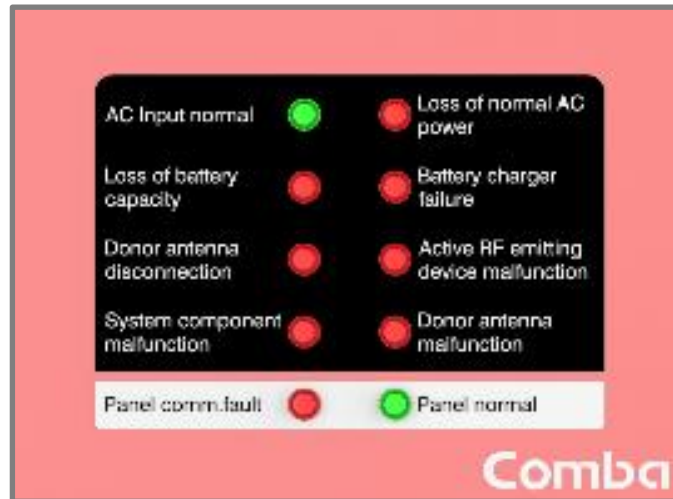 AC Input normal
Loss of normal AC
power
Loss of battery
capacity
Battery charger
failure
Donor antenna
disconnection
Active RF emitting
device malfunction
System component
malfunction
Donor antenna
malfunction
Panel comm.fault
Panel normal
Comba